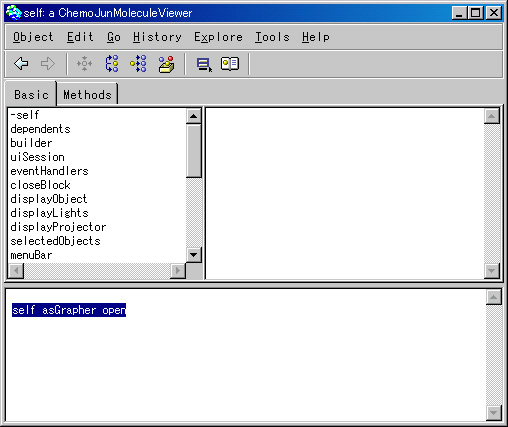 self: a ChemoJunMoleculeViewer
Object Edit Go History Explore Tools Help
Basic Methods
-self
dependents
builder
uiSession
eventHandlers
closeBlock
displayObject
displayLights
displayProjector
selectedObjects
menuBar
self asGrapher open